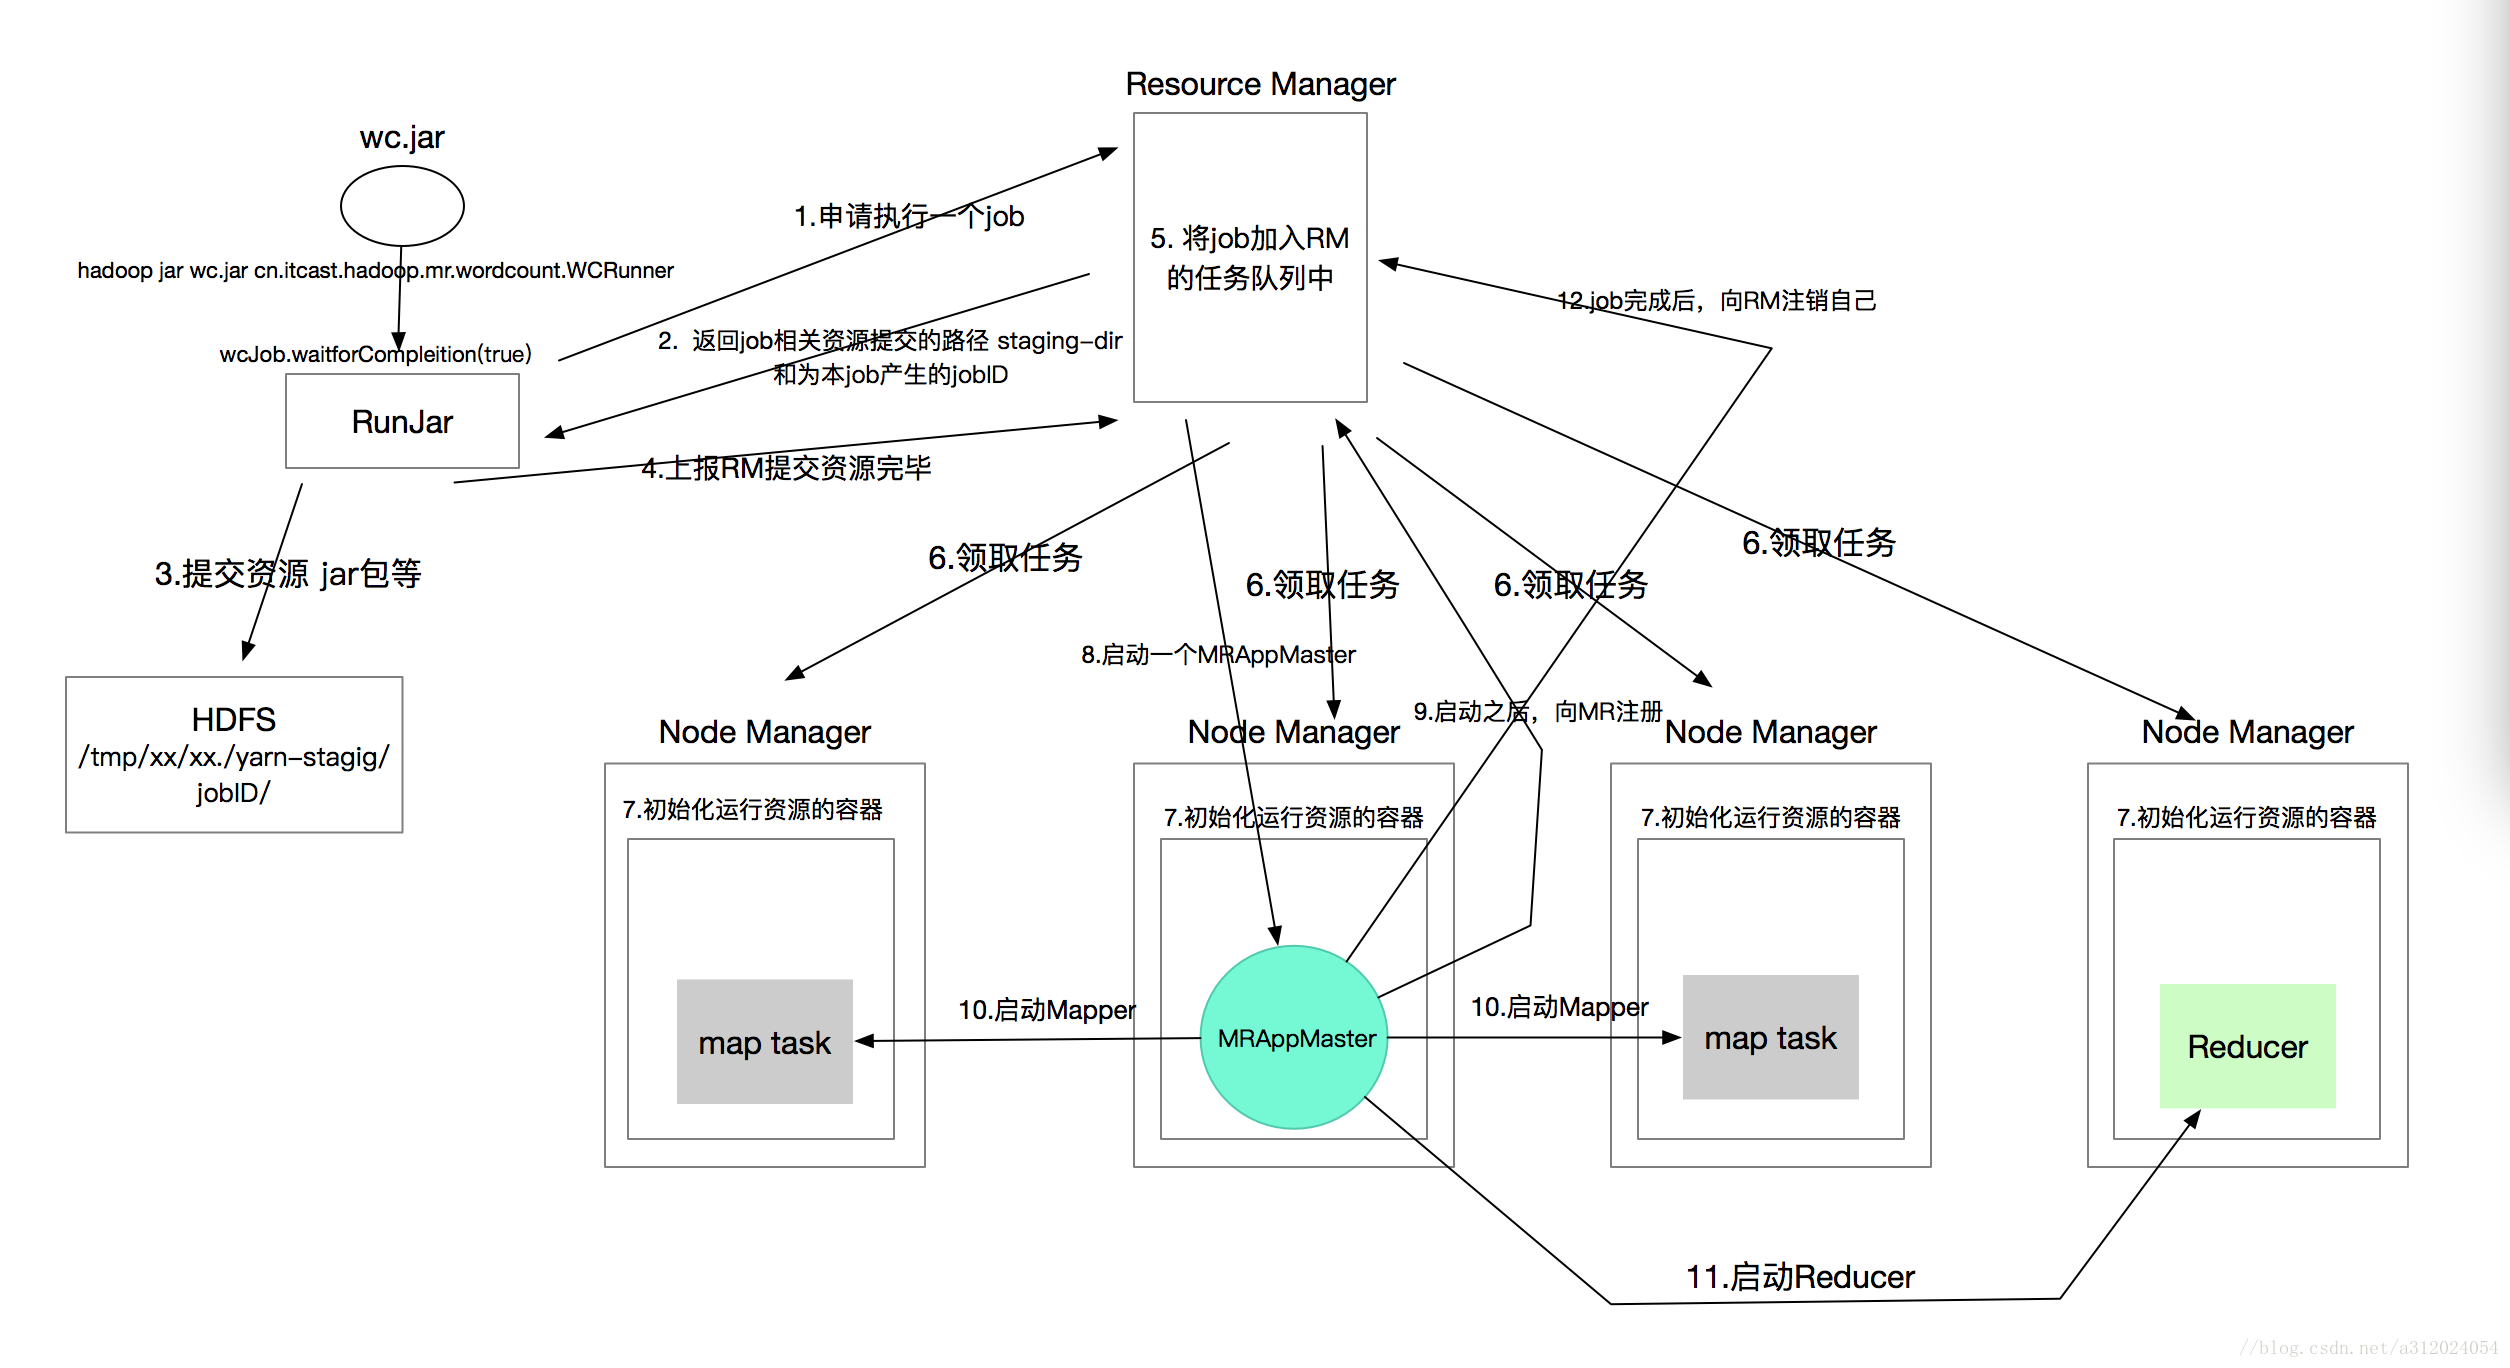 Resource Manager
wc.jar
1.申请执行一个job
5. 将job加入RM
的任务队列中
hadoop jar wc.jar cn.itcast.hadoop.mr.wordcount.WCRunner
12.job完成后，向RM注销自己
2. 返回job相关资源提交的路径 staging-dir
和为本job产生的jobID
wcJob.waitforCompleition(true)
RunJar
4.上报RM提交资源完毕
3.提交资源 jar包等
6.领取任务
6.领取任务
6.领取任务
6.领取任务
8.启动一个MRAppMaster
9.启动之后，向MR注册
HDFS
/tmp/xx/xx./yarn-stagig/
jobID/
Node Manager
Node Manager
Node Manager
Node Manager
7.初始化运行资源的容器
7.初始化运行资源的容器
7.初始化运行资源的容器
7.初始化运行资源的容器
10.启动Mapper
10.启动Mapper
map task
MRAppMaster
map task
Reducer
11.启动Reducer
//blog.csdn.net/a312024054